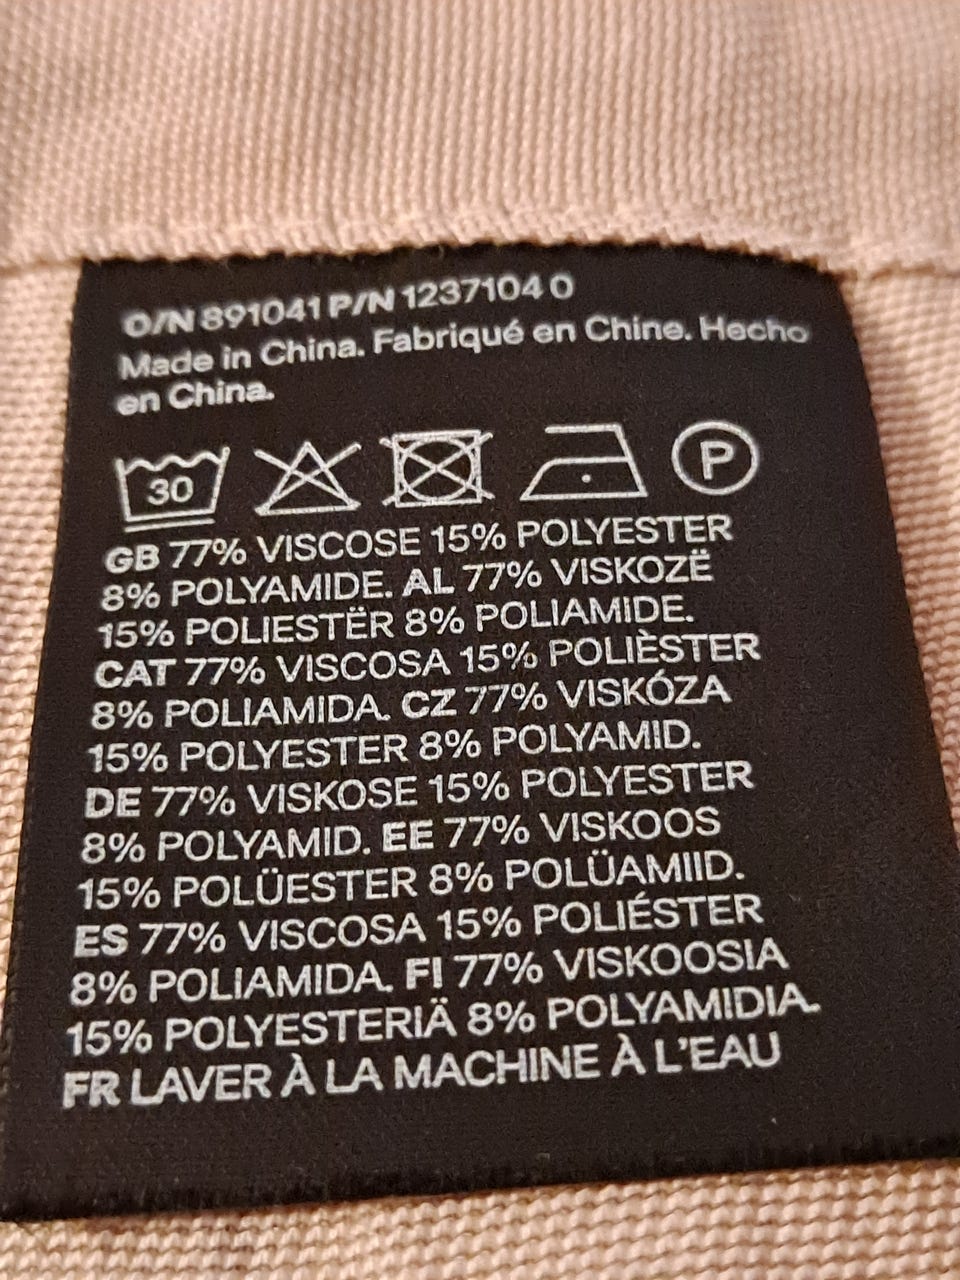 O/N 891041 P/N 1237104 0
Made in China. Fabriqué en Chine. Hecho
en China.
30
P
GB 77% VISCOSE 15% POLYESTER
8% POLYAMIDE. AL 77% VISKOZË
15% POLIESTËR 8% POLIAMIDE.
CAT 77% VISCOSA 15% POLIÈSTER
8% POLIAMIDA. CZ 77% VISKÓZA
15% POLYESTER 8% POLYAMID.
DE 77% VISKOSE 15% POLYESTER
8% POLYAMID. EE 77% VISKOOS
15% POLÜESTER 8% POLÜAMIID.
ES 77% VISCOSA 15% POLIÉSTER
8% POLIAMIDA. FI 77% VISKOOSIA
15% POLYESTERIÄ 8% POLYAMIDIA.
FR LAVER À LA MACHINE À L'EAU